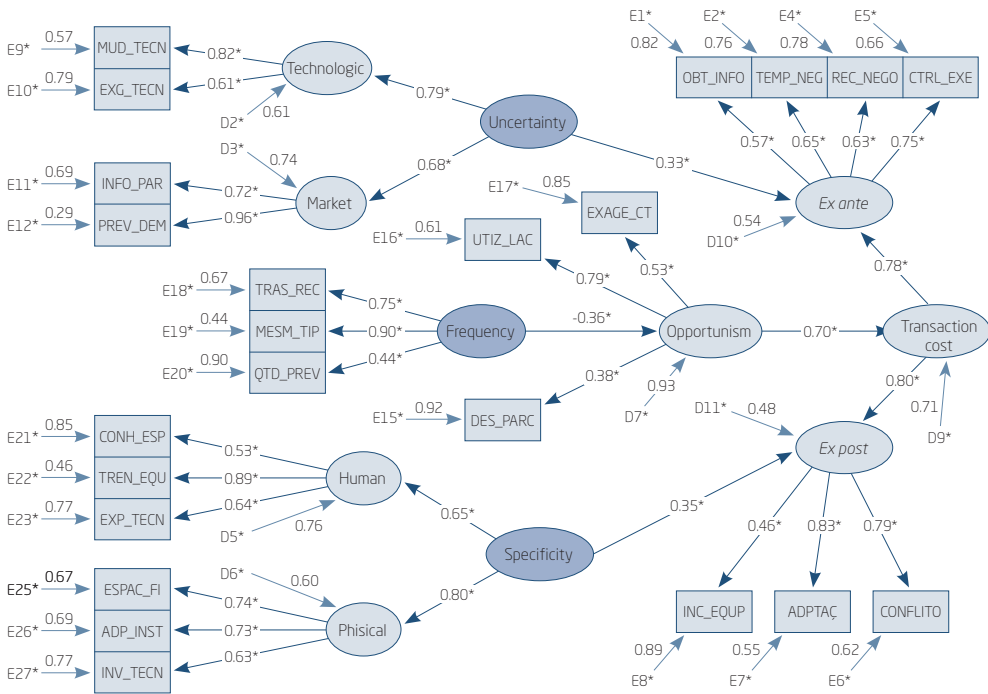 E1*
E2*
E4*
E5*
0.82
0.76
0.78
0.66
OBT_INFO
TEMP_NEG
REC_NEGO
CTRL_EXE
E9*
0.57
MUD_TECN
0.82*
E10*
0.79
EXG_TECN
0.61*
Technologic
D2*
0.61
0.79*
Uncertainty
0.57*
0.65*
0.63*
0.75*
D3*
0.74
0.68*
0.33*
E11*
0.69
INFO_PAR
0.72*
E12*
0.29
PREV_DEM
0.96*
Market
E17*
0.85
EXAGE_CT
Ex ante
D10*
0.54
E16*
0.61
UTIZ_LAC
0.53*
0.79*
0.78*
E18*
0.67
TRAS_REC
0.75*
E19*
0.44
MESM_TIP
0.90*
E20*
0.90
QTD_PREV
0.44*
Frequency
-0.36*
Opportunism
0.70*
Transaction
cost
0.38*
0.93
D7*
0.80*
0.71
D9*
E15*
0.92
DES_PARC
D11*
0.48
Ex post
E21*
0.85
CONH_ESP
0.53*
E22*
0.46
TREN_EQU
0.89*
E23*
0.77
EXP_TECN
0.64*
Human
D5*
0.76
0.65*
0.35*
Specificity
0.46*
0.83*
0.79*
D6*
0.60
0.80*
E25*
0.67
ESPAC_FI
0.74*
E26*
0.69
ADP_INST
0.73*
E27*
0.77
INV_TECN
0.63*
Phisical
INC_EQUP
ADPTAÇ
CONFLITO
0.89
0.55
0.62
E8*
E7*
E6*